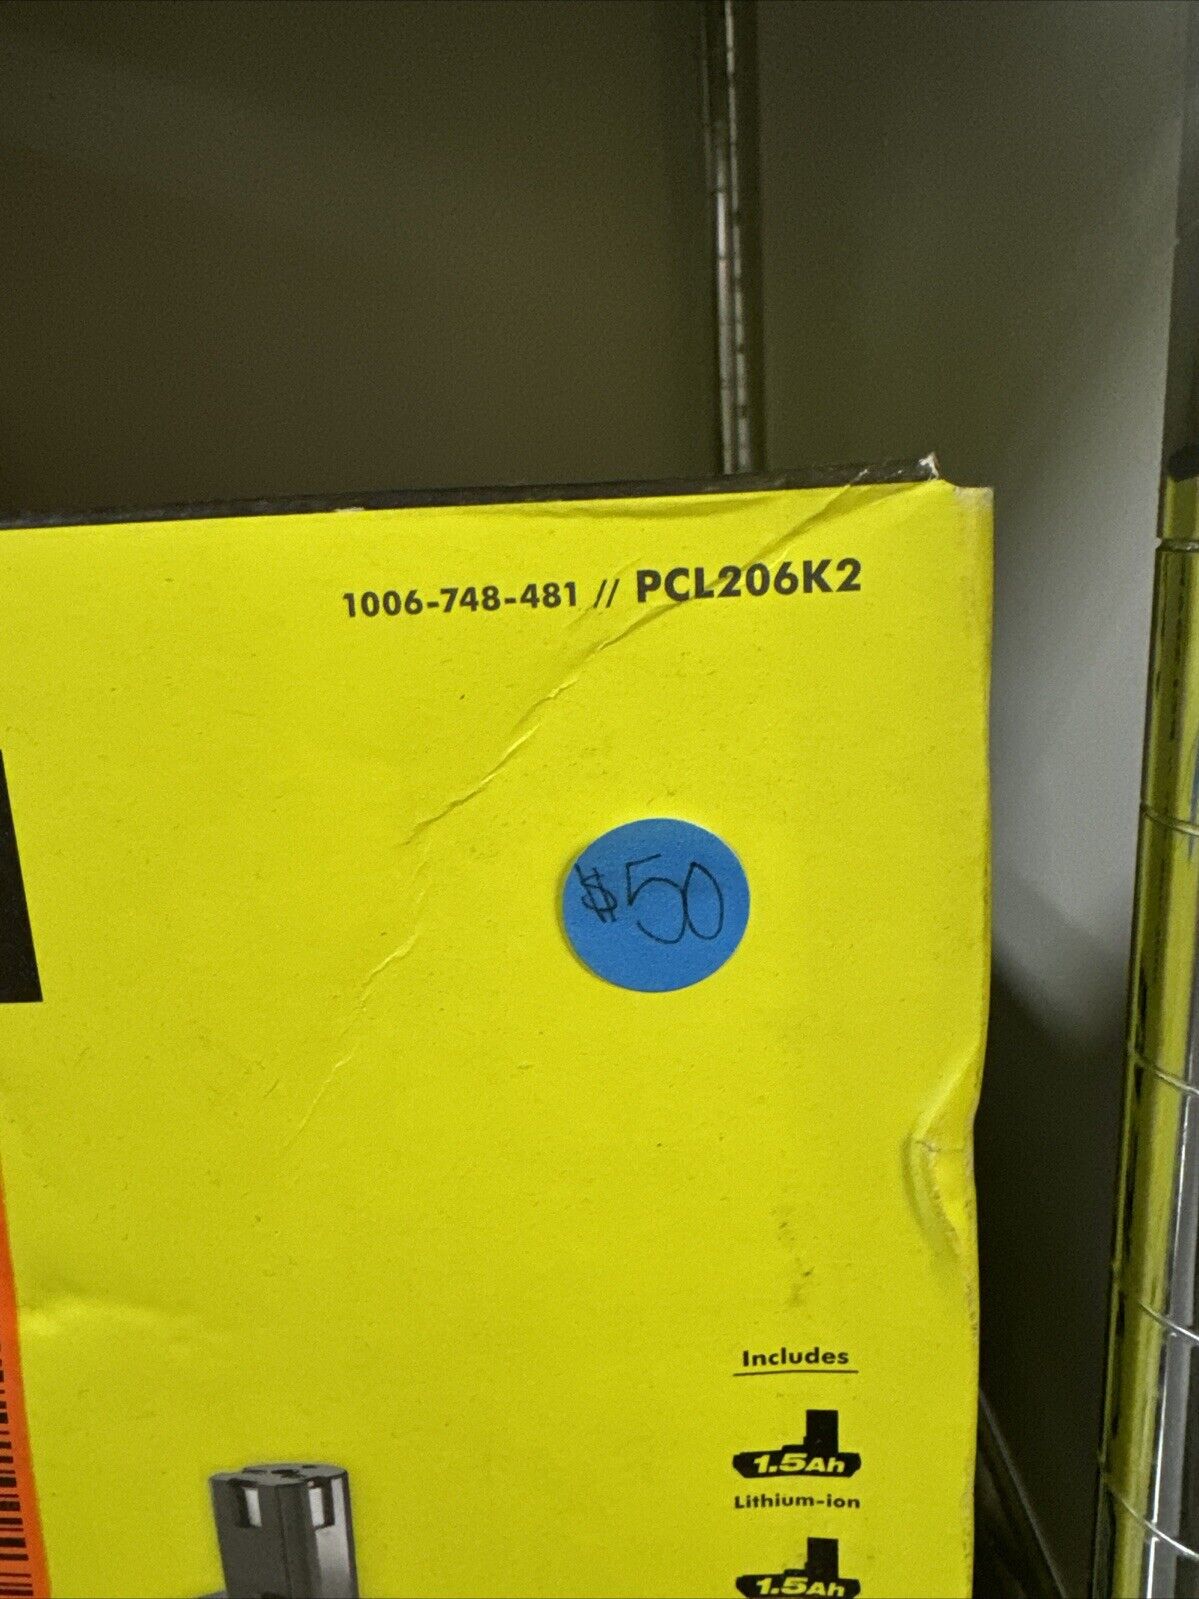 1006-748-481 // PCL206K2
$50
Includes
1.5Ah
Lithium-ion
1.5Ah